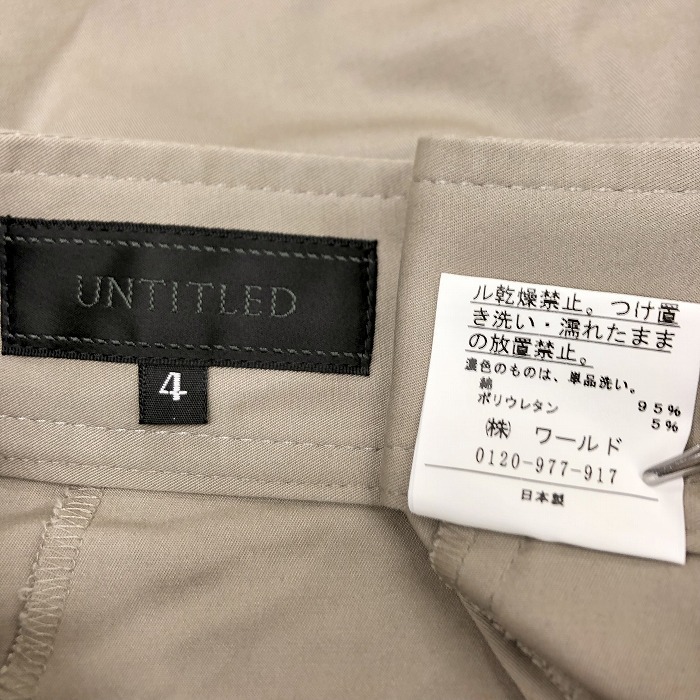 UNTITLED
4
ル乾燥禁止。つけ置
き洗い・濡れたまま
の放置禁止。
濃色のものは、単品洗い。
綿 95%
ポリウレタン 5%
㈱ ワールド
0120-977-917
日本製